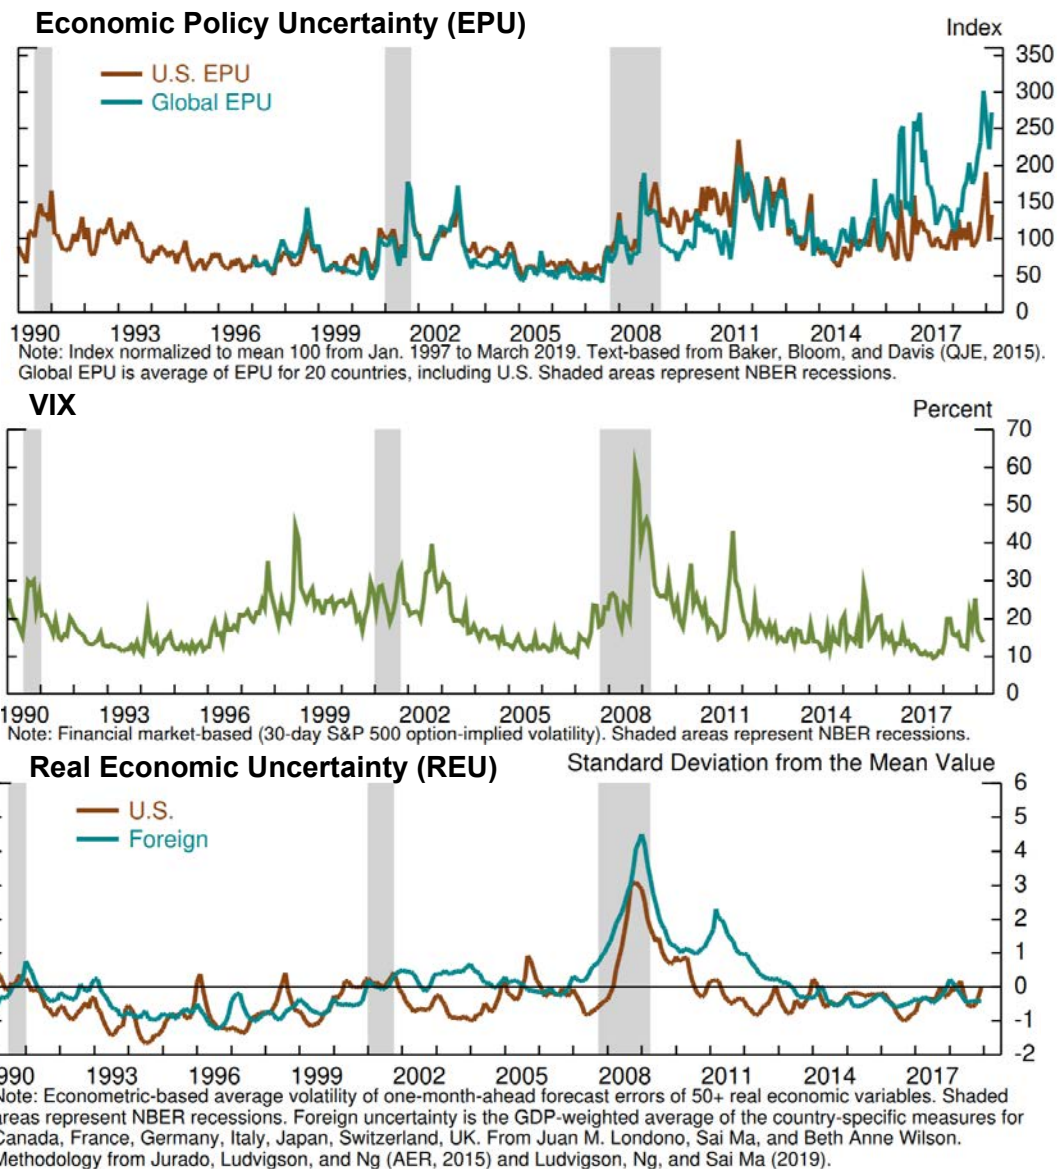 Economic Policy Uncertainty (EPU)
Index
U.S. EPU
Global EPU
350
300
250
200
150
100
50
0
1990 1993 1996 1999 2002 2005 2008 2011 2014 2017
Note: Index normalized to mean 100 from Jan. 1997 to March 2019. Text-based from Baker, Bloom, and Davis (QJE, 2015).
Global EPU is average of EPU for 20 countries, including U.S. Shaded areas represent NBER recessions.
VIX
Percent
70
60
50
40
30
20
10
0
1990 1993 1996 1999 2002 2005 2008 2011 2014 2017
Note: Financial market-based (30-day S&P 500 option-implied volatility). Shaded areas represent NBER recessions.
Real Economic Uncertainty (REU)
Standard Deviation from the Mean Value
U.S.
Foreign
6
5
4
3
2
1
0
-1
-2
990 1993 1996 1999 2002 2005 2008 2011 2014 2017
Note: Econometric-based average volatility of one-month-ahead forecast errors of 50+ real economic variables. Shaded
areas represent NBER recessions. Foreign uncertainty is the GDP-weighted average of the country-specific measures for
Canada, France, Germany, Italy, Japan, Switzerland, UK. From Juan M. Londono, Sai Ma, and Beth Anne Wilson.
Methodology from Jurado, Ludvigson, and Ng (AER, 2015) and Ludvigson, Ng, and Sai Ma (2019).